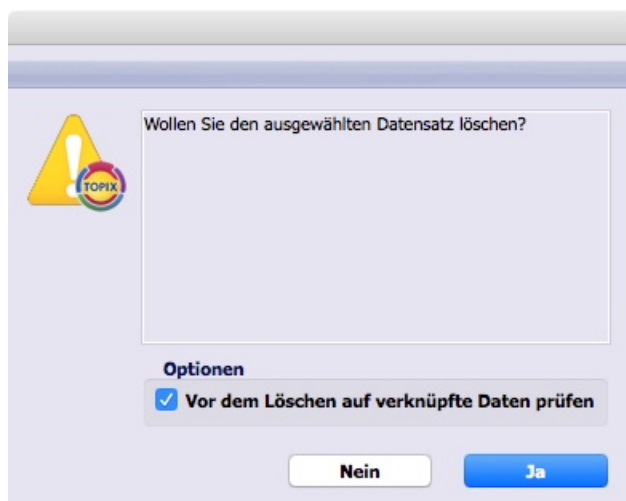 Wollen Sie den ausgewählten Datensatz löschen?
TOPIX
Optionen
Vor dem Löschen auf verknüpfte Daten prüfen
Nein
Ja